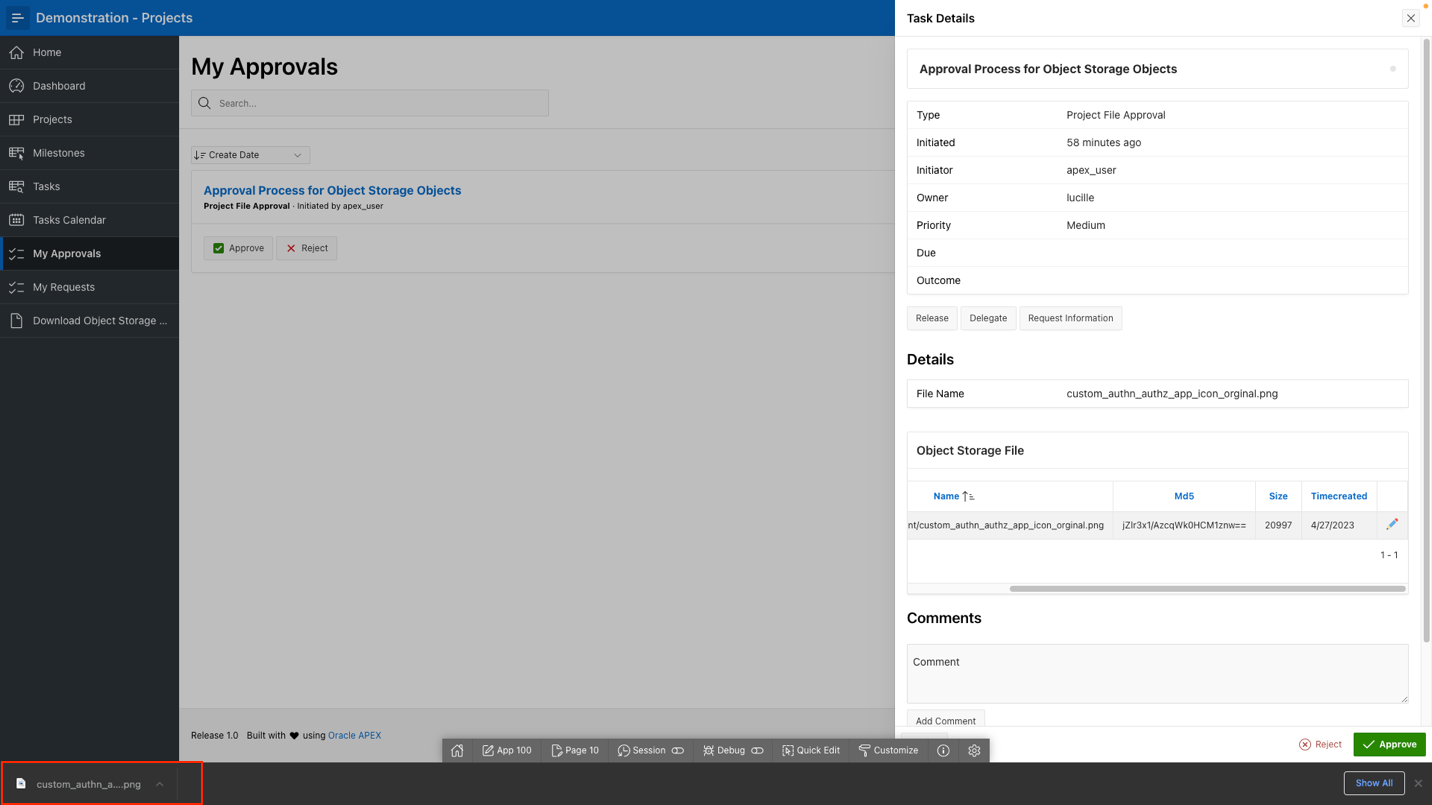 Demonstration - Projects
Home
Dashboard
Projects
Milestones
Tasks
Tasks Calendar
My Approvals
My Requests
Download Object Storage ...
My Approvals
Search...
Create Date
Approval Process for Object Storage Objects
Project File Approval · Initiated by apex_user
Approve Reject
Release 1.0 Built with ♥ using Oracle APEX
Task Details
Approval Process for Object Storage Objects
Type Project File Approval
Initiated 58 minutes ago
Initiator apex_user
Owner lucille
Priority Medium
Due
Outcome
Release Delegate Request Information
Details
File Name custom_authn_authz_app_icon_orginal.png
Object Storage File
Name Md5 Size Timecreated
nt/custom_authn_authz_app_icon_orginal.png jZIr3x1/AzcqWk0HCM1znw== 20997 4/27/2023
1 - 1
Comments
Comment
Add Comment
Reject Approve
App 100 Page 10 Session Debug Quick Edit Customize
custom_authn_a....png
Show All